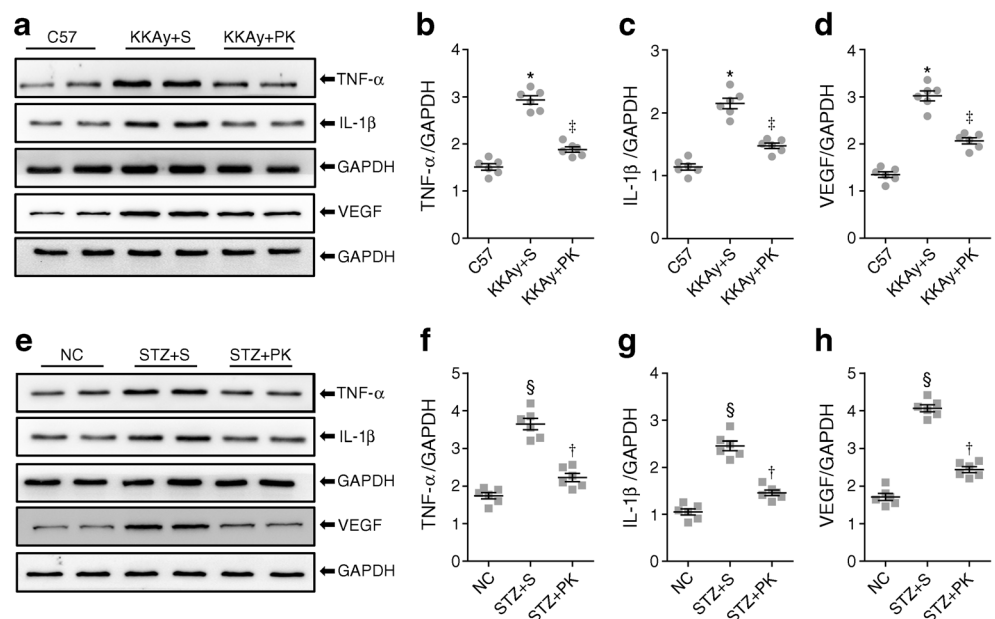 a
C57 KKAy+S KKAy+PK
TNF-α
IL-1β
GAPDH
VEGF
GAPDH
b
TNF-α/GAPDH
4
3
2
1
0
*
‡
C57
KKAy+S
KKAy+PK
c
IL-1β/GAPDH
3
2
1
0
*
‡
C57
KKAy+S
KKAy+PK
d
VEGF/GAPDH
4
3
2
1
0
*
‡
C57
KKAy+S
KKAy+PK
e
NC STZ+S STZ+PK
TNF-α
IL-1β
GAPDH
VEGF
GAPDH
f
TNF-α/GAPDH
5
4
3
2
1
0
§
†
NC
STZ+S
STZ+PK
g
IL-1β/GAPDH
4
3
2
1
0
§
†
NC
STZ+S
STZ+PK
h
VEGF/GAPDH
5
4
3
2
1
0
§
†
NC
STZ+S
STZ+PK